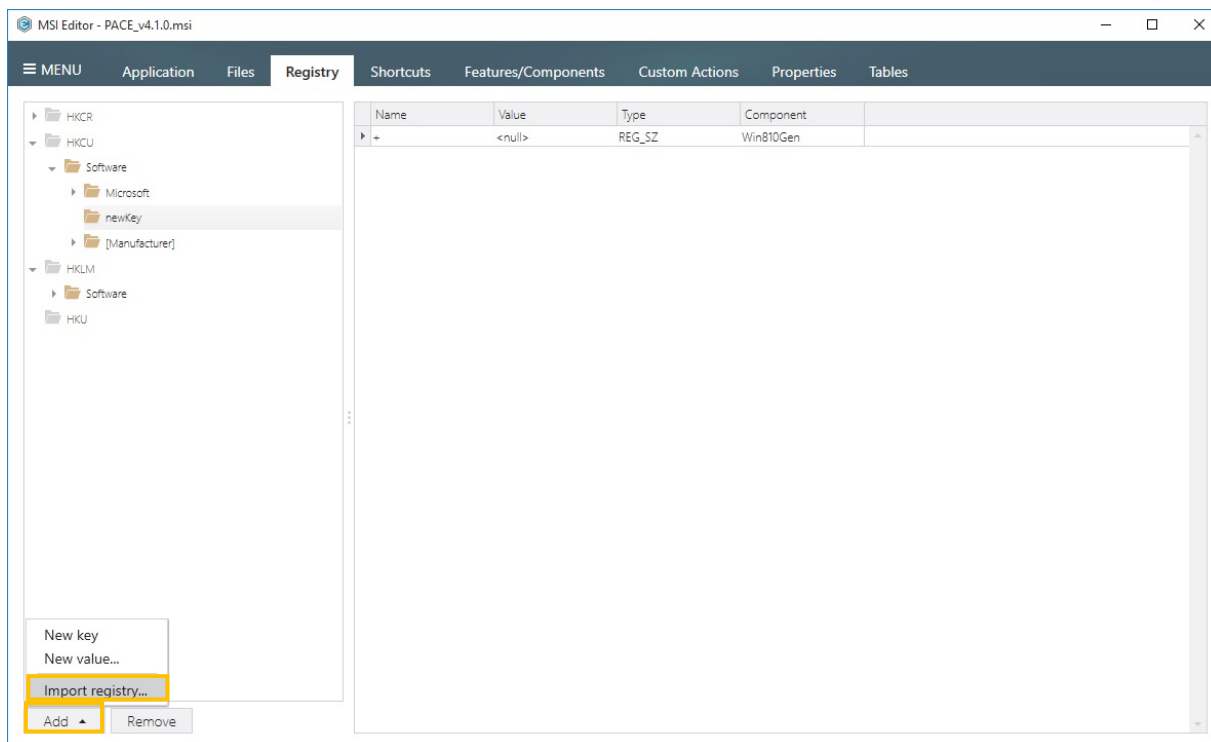 MSI Editor - PACE_v4.1.0.msi
MENU Application Files Registry Shortcuts Features/Components Custom Actions Properties Tables
HKCR
HKCU
Software
Microsoft
newKey
[Manufacturer]
HKLM
Software
HKU
Name Value Type Component
+ <null> REG_SZ Win810Gen
New key
New value...
Import registry...
Add Remove